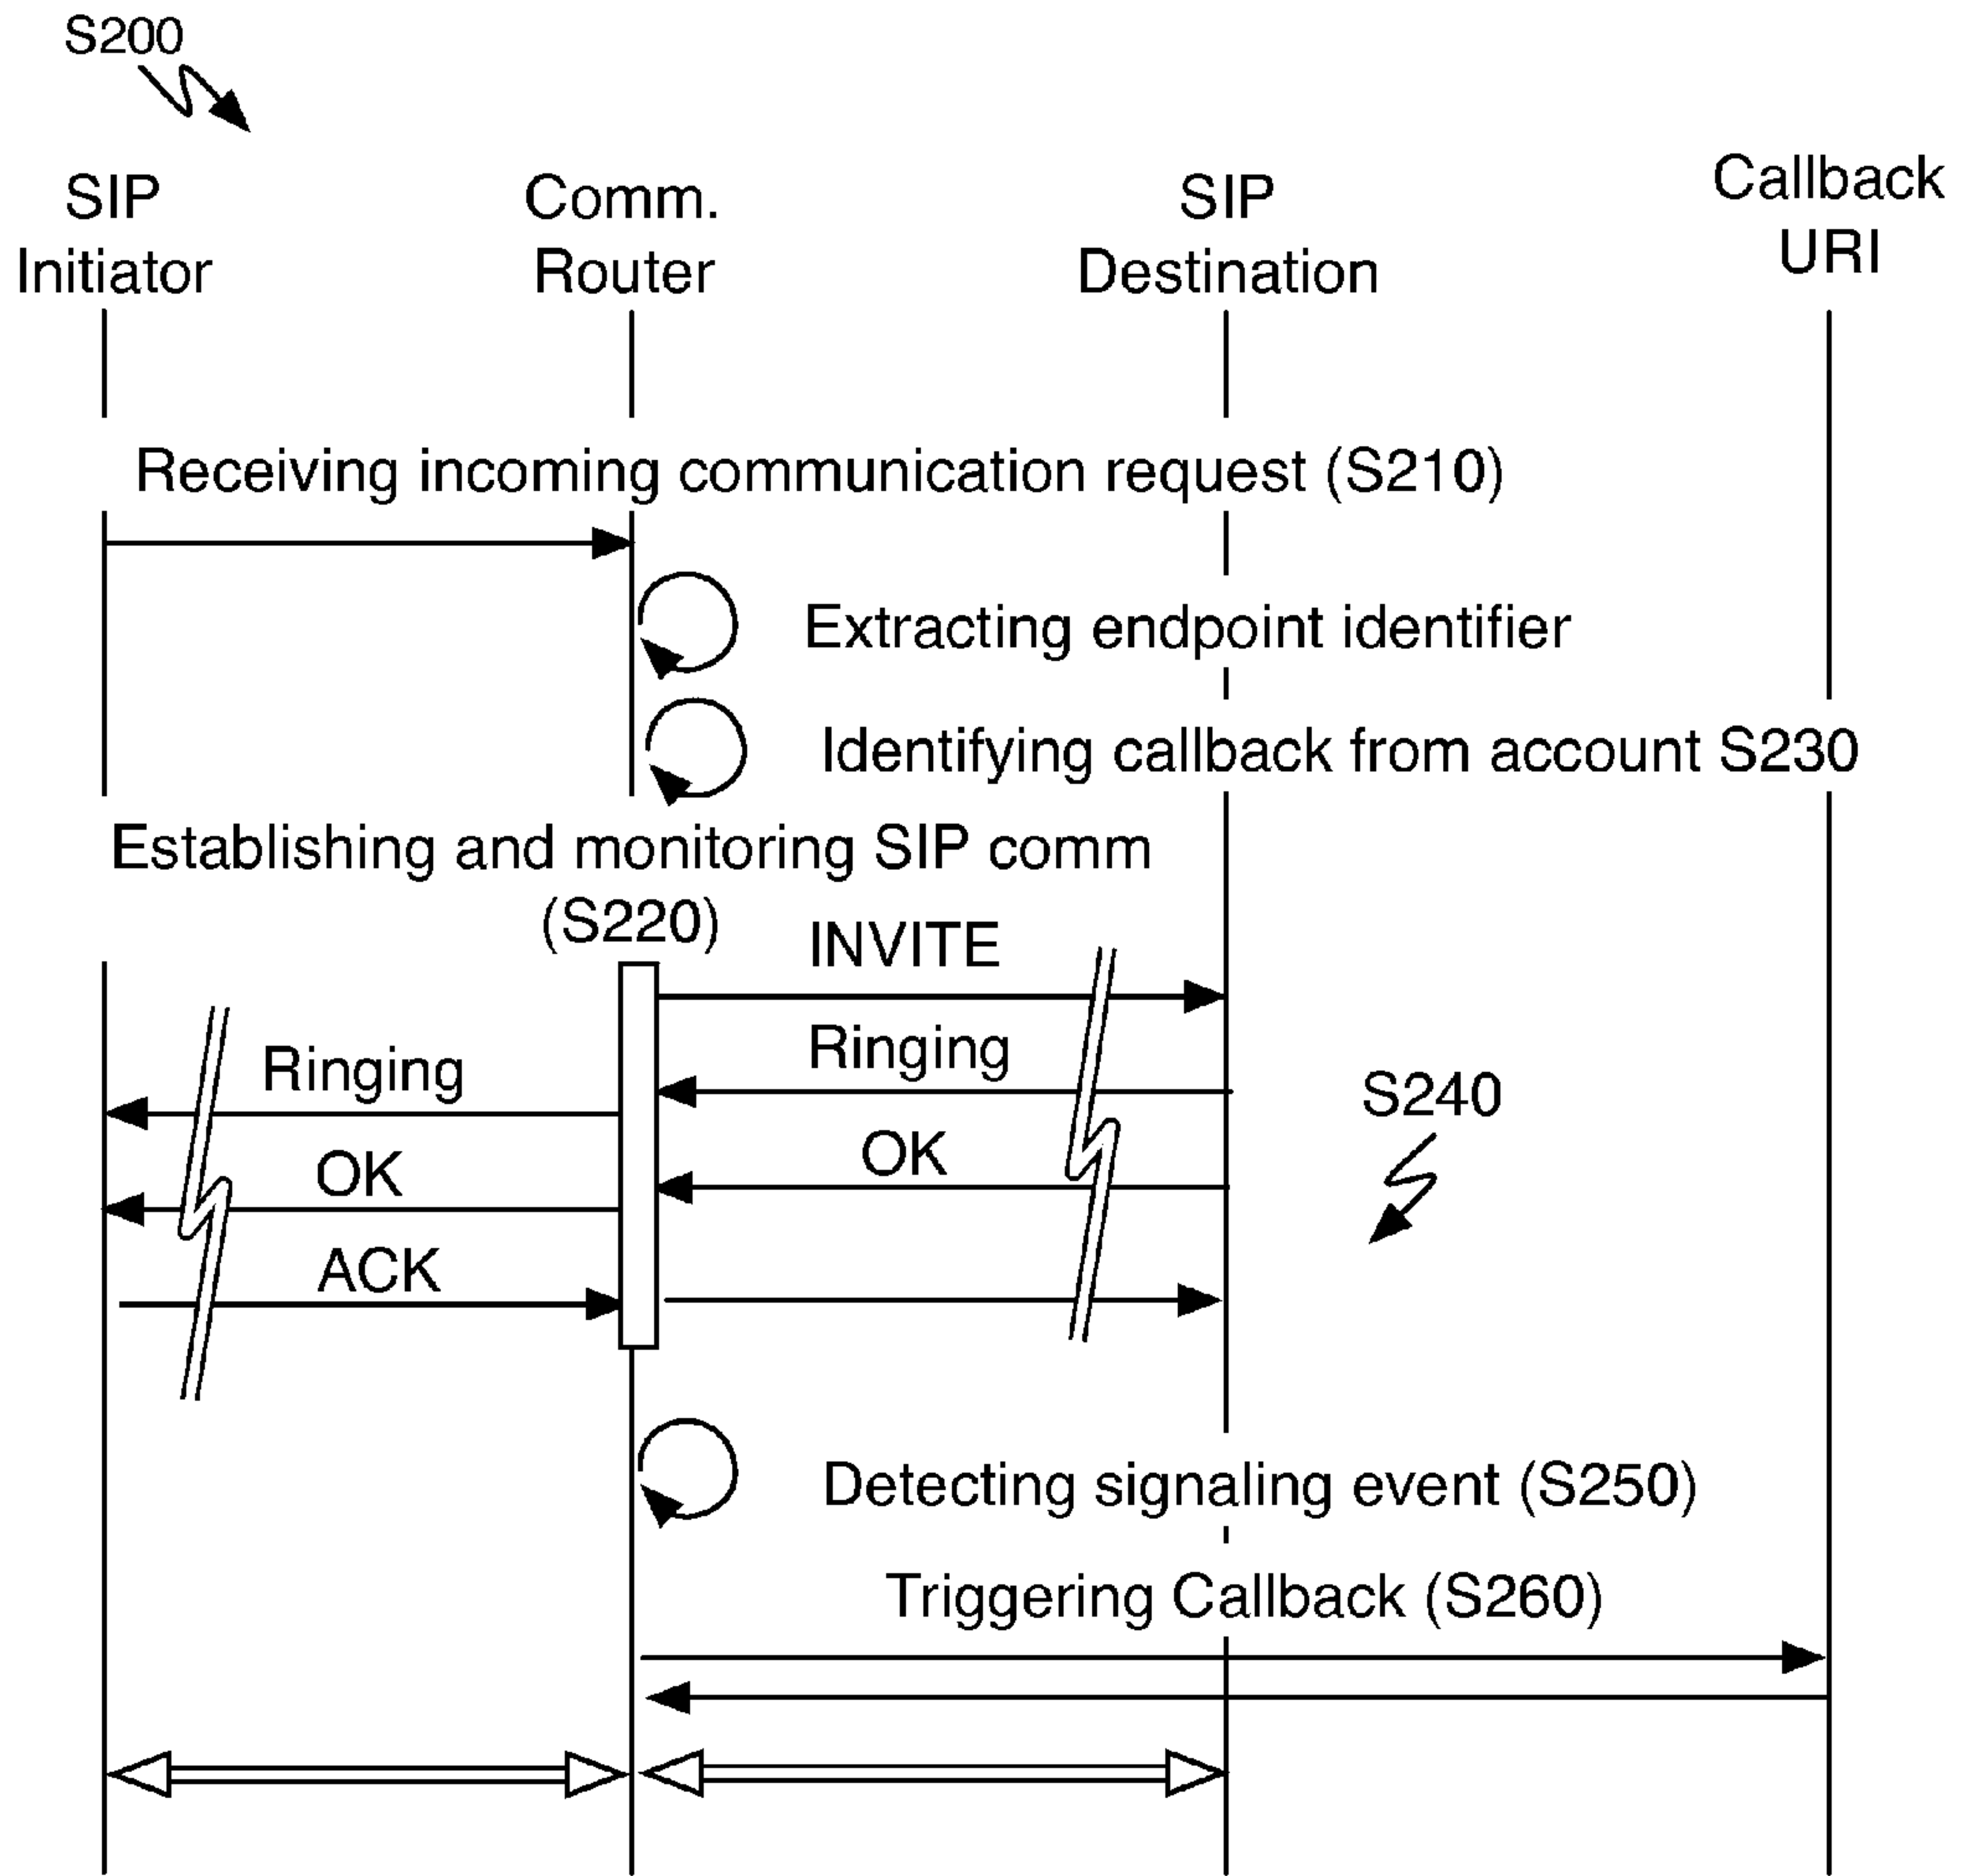 S200
SIP
Initiator
Comm.
Router
SIP
Destination
Callback
URI
Receiving incoming communication request (S210)
Extracting endpoint identifier
Identifying callback from account S230
Establishing and monitoring SIP comm
(S220)
INVITE
Ringing
Ringing
S240
OK
OK
ACK
Detecting signaling event (S250)
Triggering Callback (S260)